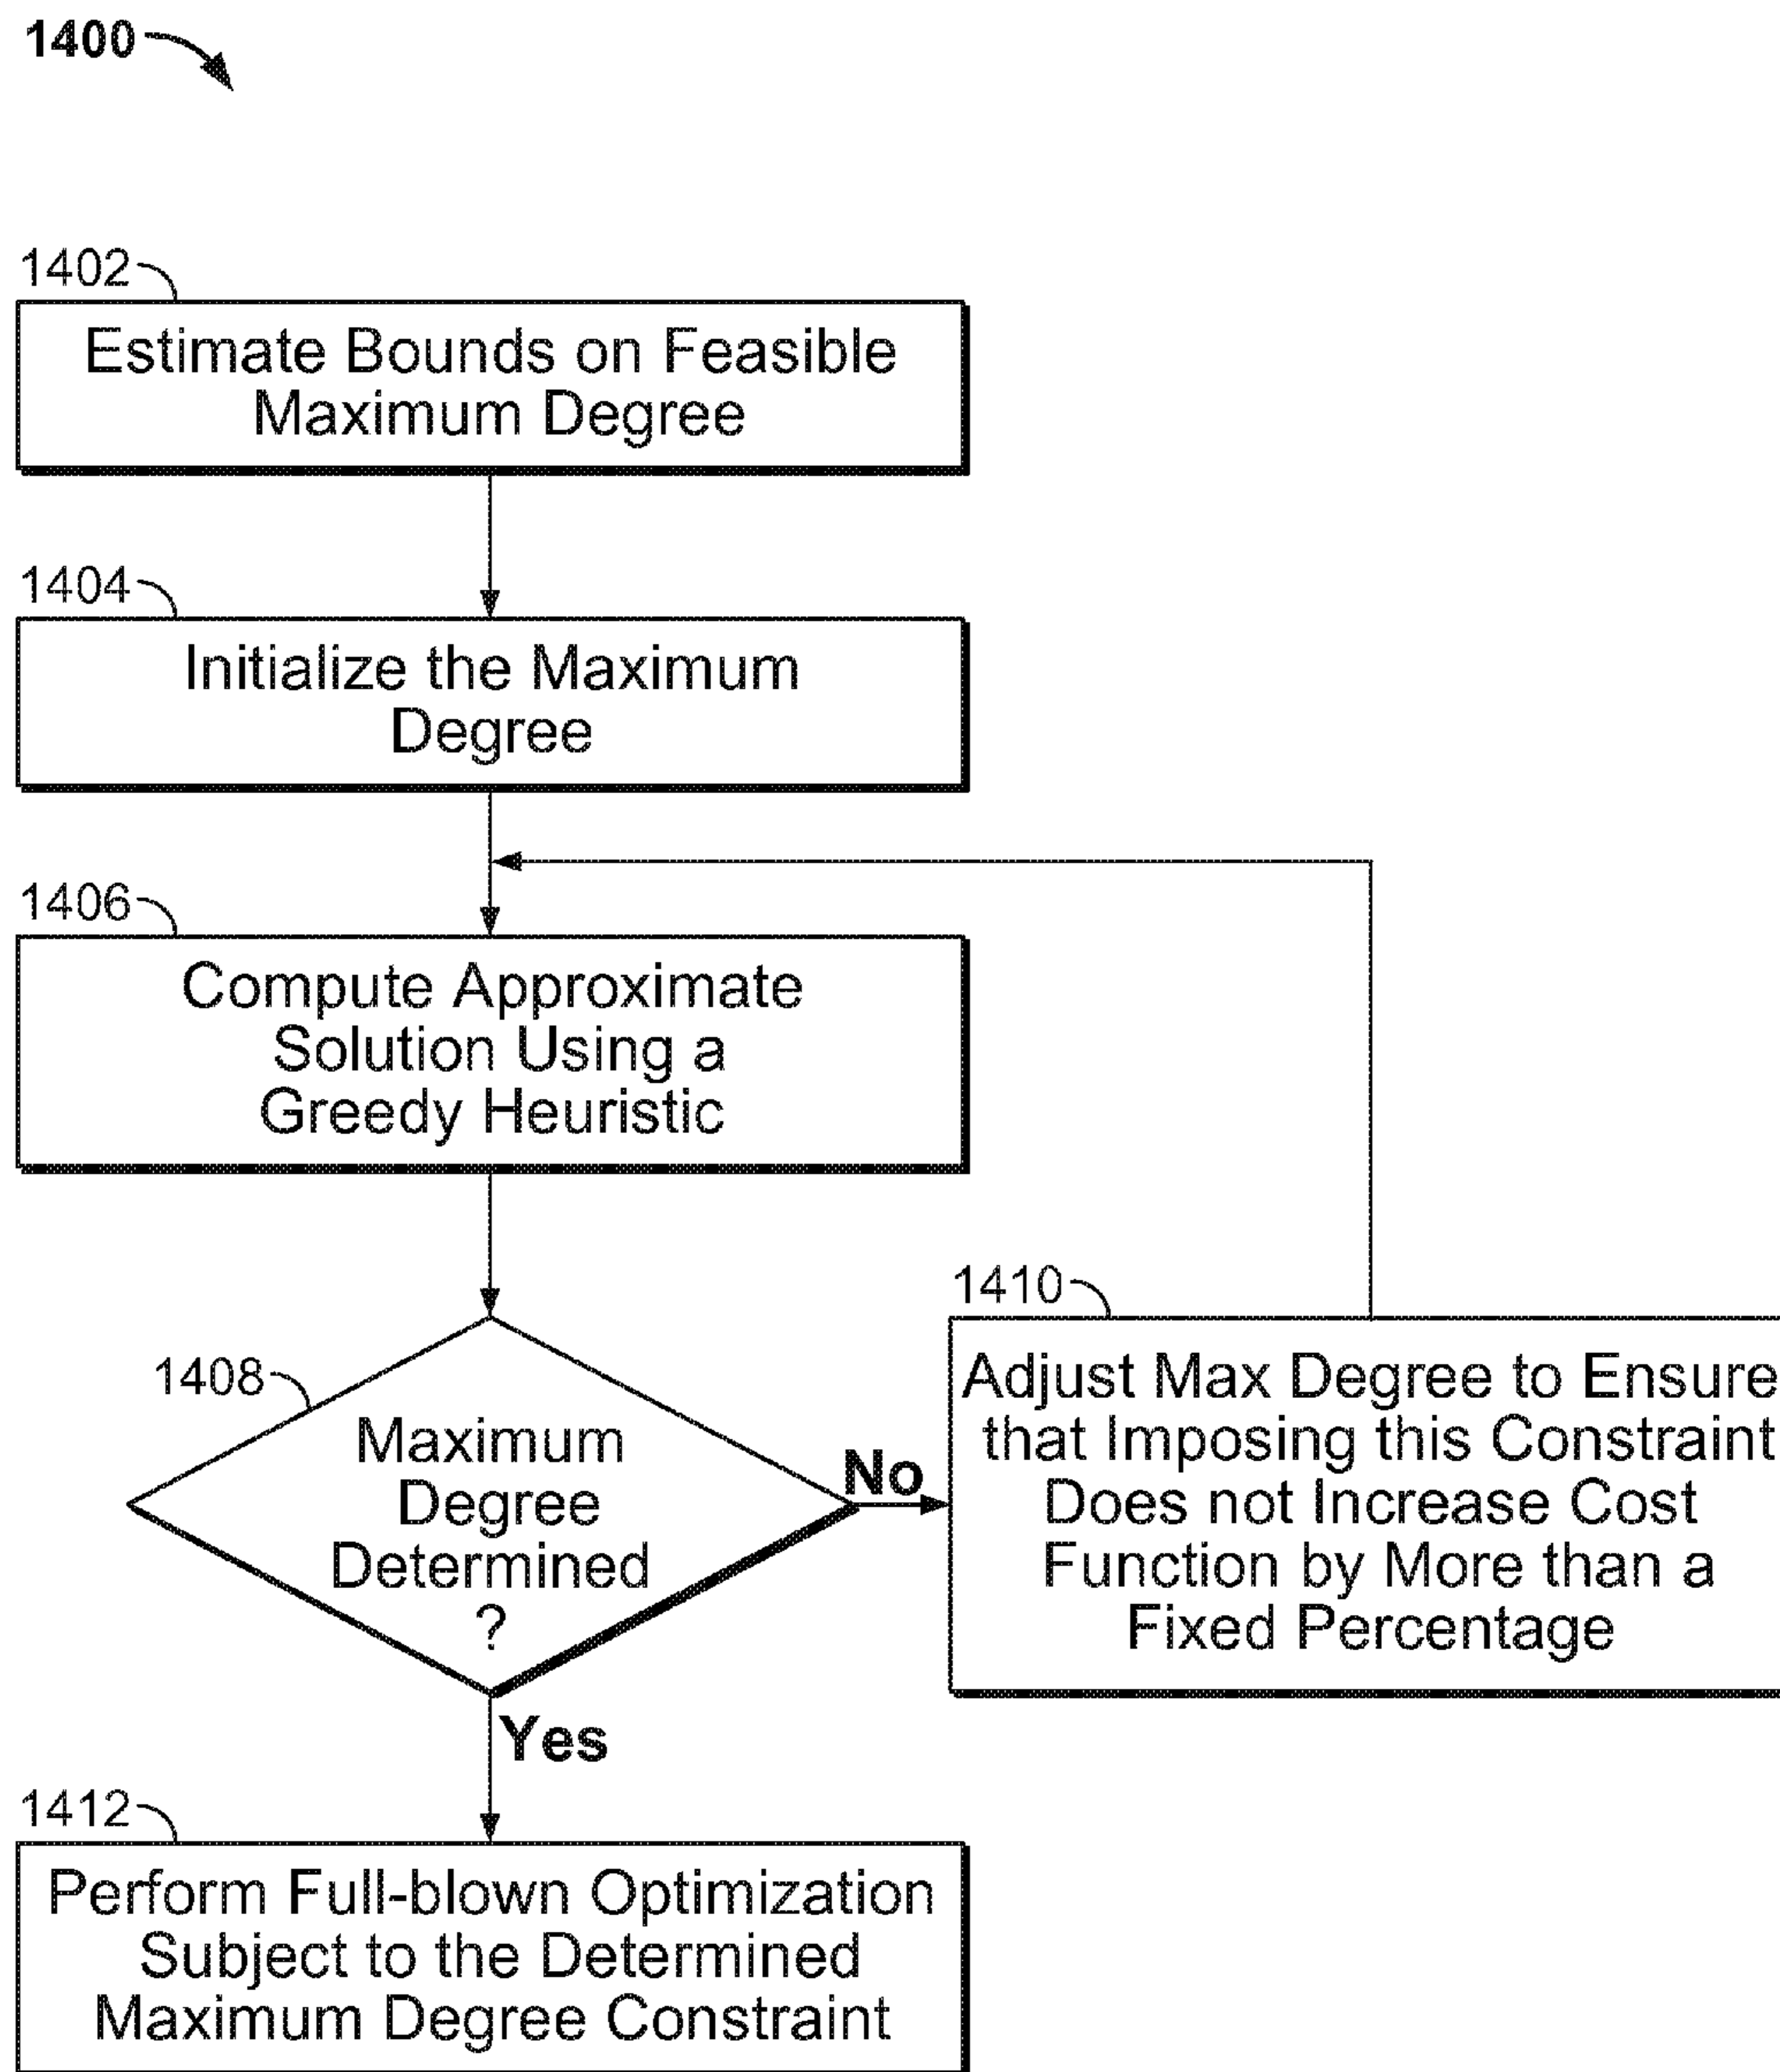 1400
1402
Estimate Bounds on Feasible
Maximum Degree
1404
Initialize the Maximum
Degree
1406
Compute Approximate
Solution Using a
Greedy Heuristic
1408
Maximum
Degree
Determined
?
No
1410
Adjust Max Degree to Ensure
that Imposing this Constraint
Does not Increase Cost
Function by More than a
Fixed Percentage
Yes
1412
Perform Full-blown Optimization
Subject to the Determined
Maximum Degree Constraint